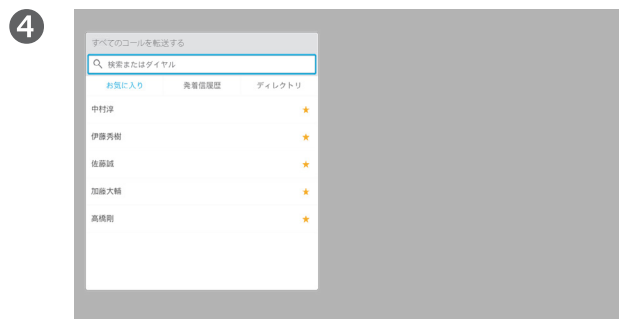 4
すべてのコールを転送する
検索またはダイヤル
お気に入り 発着信履歴 ディレクトリ
中村淳
伊藤秀樹
佐藤誠
加藤大輔
高橋剛